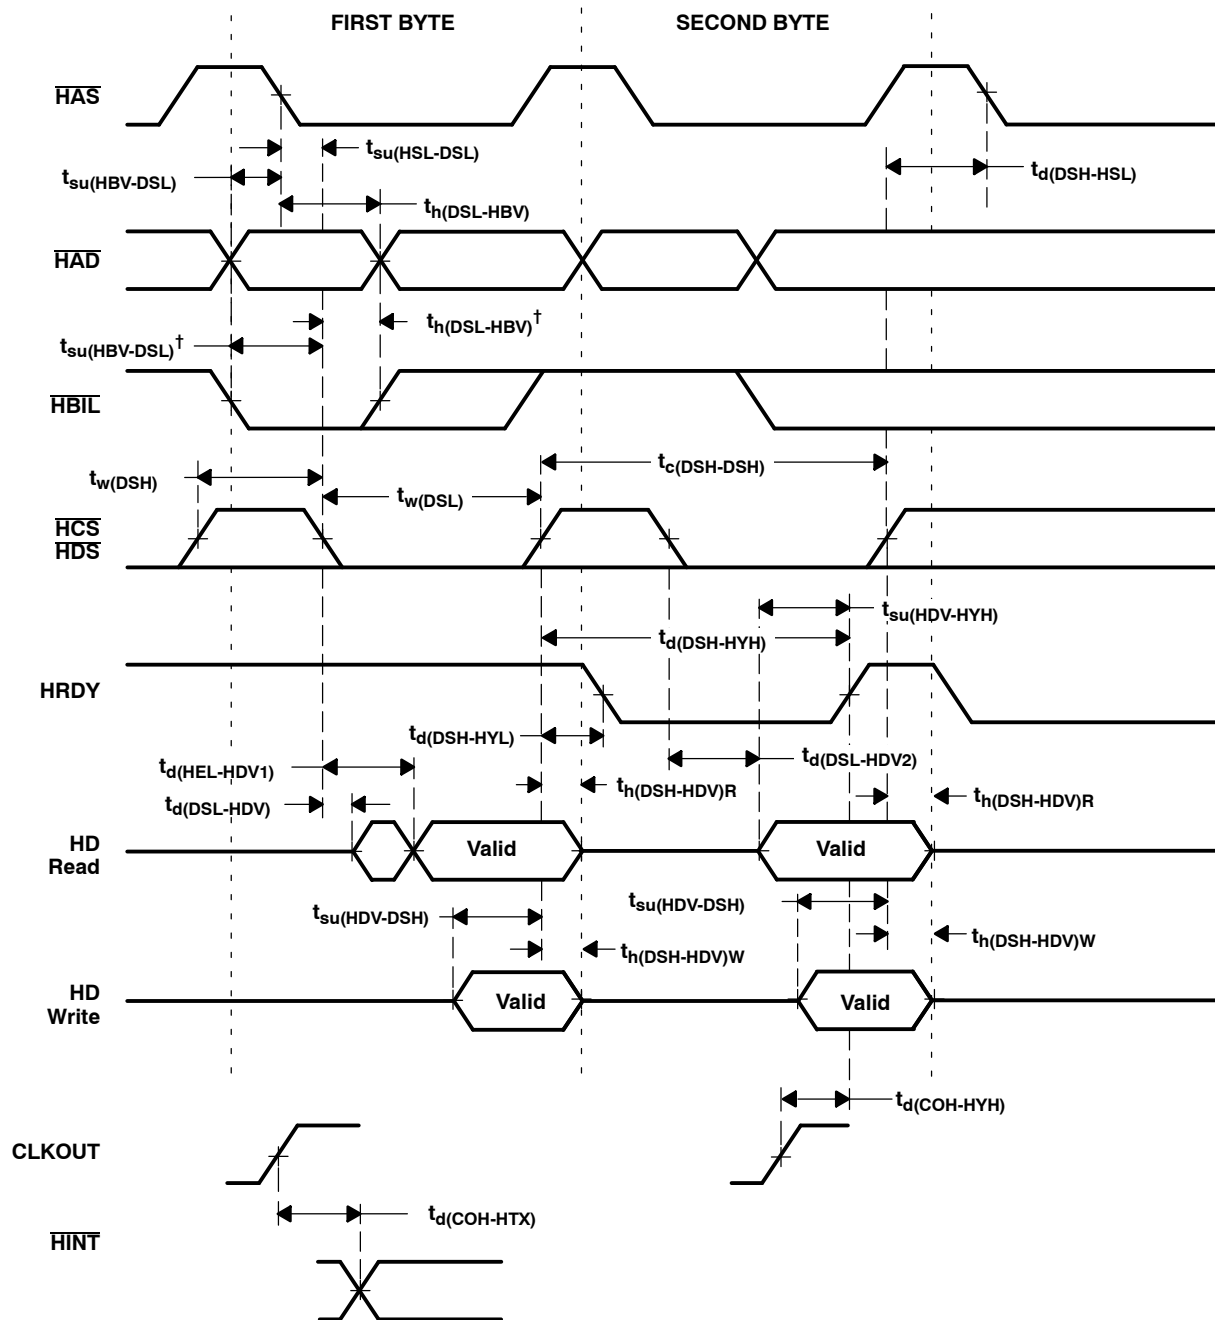 FIRST BYTE SECOND BYTE
HAS
tsu(HSL-DSL)
tsu(HBV-DSL)
td(DSH-HSL)
th(DSL-HBV)
HAD
th(DSL-HBV)†
tsu(HBV-DSL)†
HBIL
tc(DSH-DSH)
tw(DSH)
tw(DSL)
HCS
HDS
tsu(HDV-HYH)
td(DSH-HYH)
HRDY
td(DSH-HYL)
td(DSL-HDV2)
td(HEL-HDV1)
th(DSH-HDV)R
th(DSH-HDV)R
td(DSL-HDV)
HD
Read
Valid Valid
tsu(HDV-DSH)
tsu(HDV-DSH)
th(DSH-HDV)W
th(DSH-HDV)W
HD
Write
Valid Valid
td(COH-HYH)
CLKOUT
td(COH-HTX)
HINT